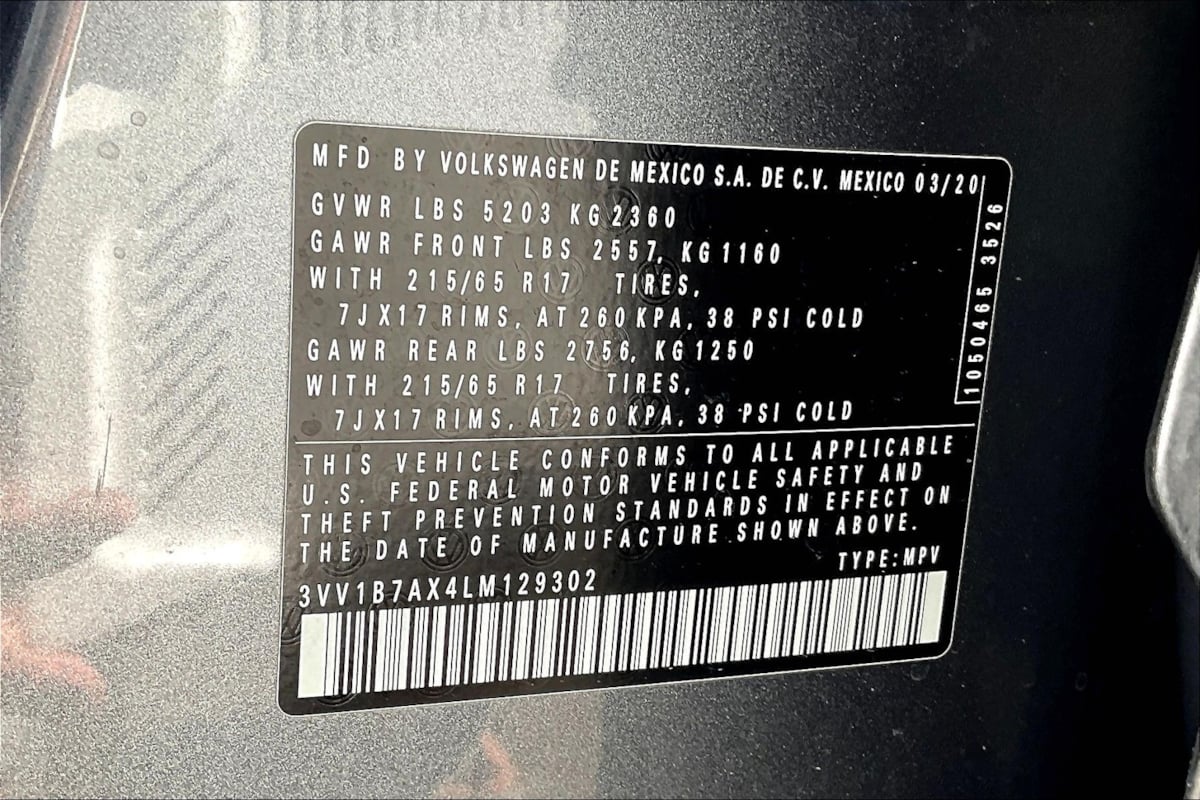 MFD BY VOLKSWAGEN DE MEXICO S.A. DE C.V. MEXICO 03/20
GVWR LBS 5203 KG 2360
GAWR FRONT LBS 2557, KG 1160
WITH 215/65 R17 TIRES,
7JX17 RIMS, AT 260 KPA, 38 PSI COLD
GAWR REAR LBS 2756, KG 1250
WITH 215/65 R17 TIRES,
7JX17 RIMS, AT 260 KPA, 38 PSI COLD
1050465 3526
THIS VEHICLE CONFORMS TO ALL APPLICABLE
U.S. FEDERAL MOTOR VEHICLE SAFETY AND
THEFT PREVENTION STANDARDS IN EFFECT ON
THE DATE OF MANUFACTURE SHOWN ABOVE.
TYPE: MPV
3VV1B7AX4LM129302